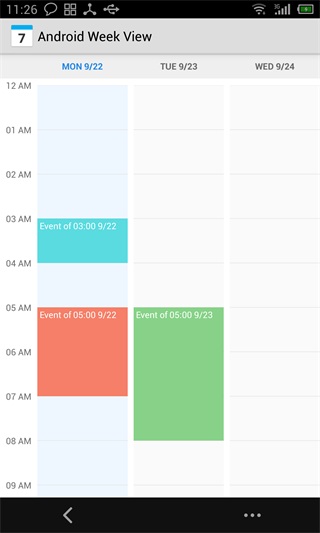 11:26
3G
7 Android Week View
MON 9/22 TUE 9/23 WED 9/24
12 AM
01 AM
02 AM
03 AM
Event of 03:00 9/22
04 AM
05 AM
Event of 05:00 9/22 Event of 05:00 9/23
06 AM
07 AM
08 AM
09 AM